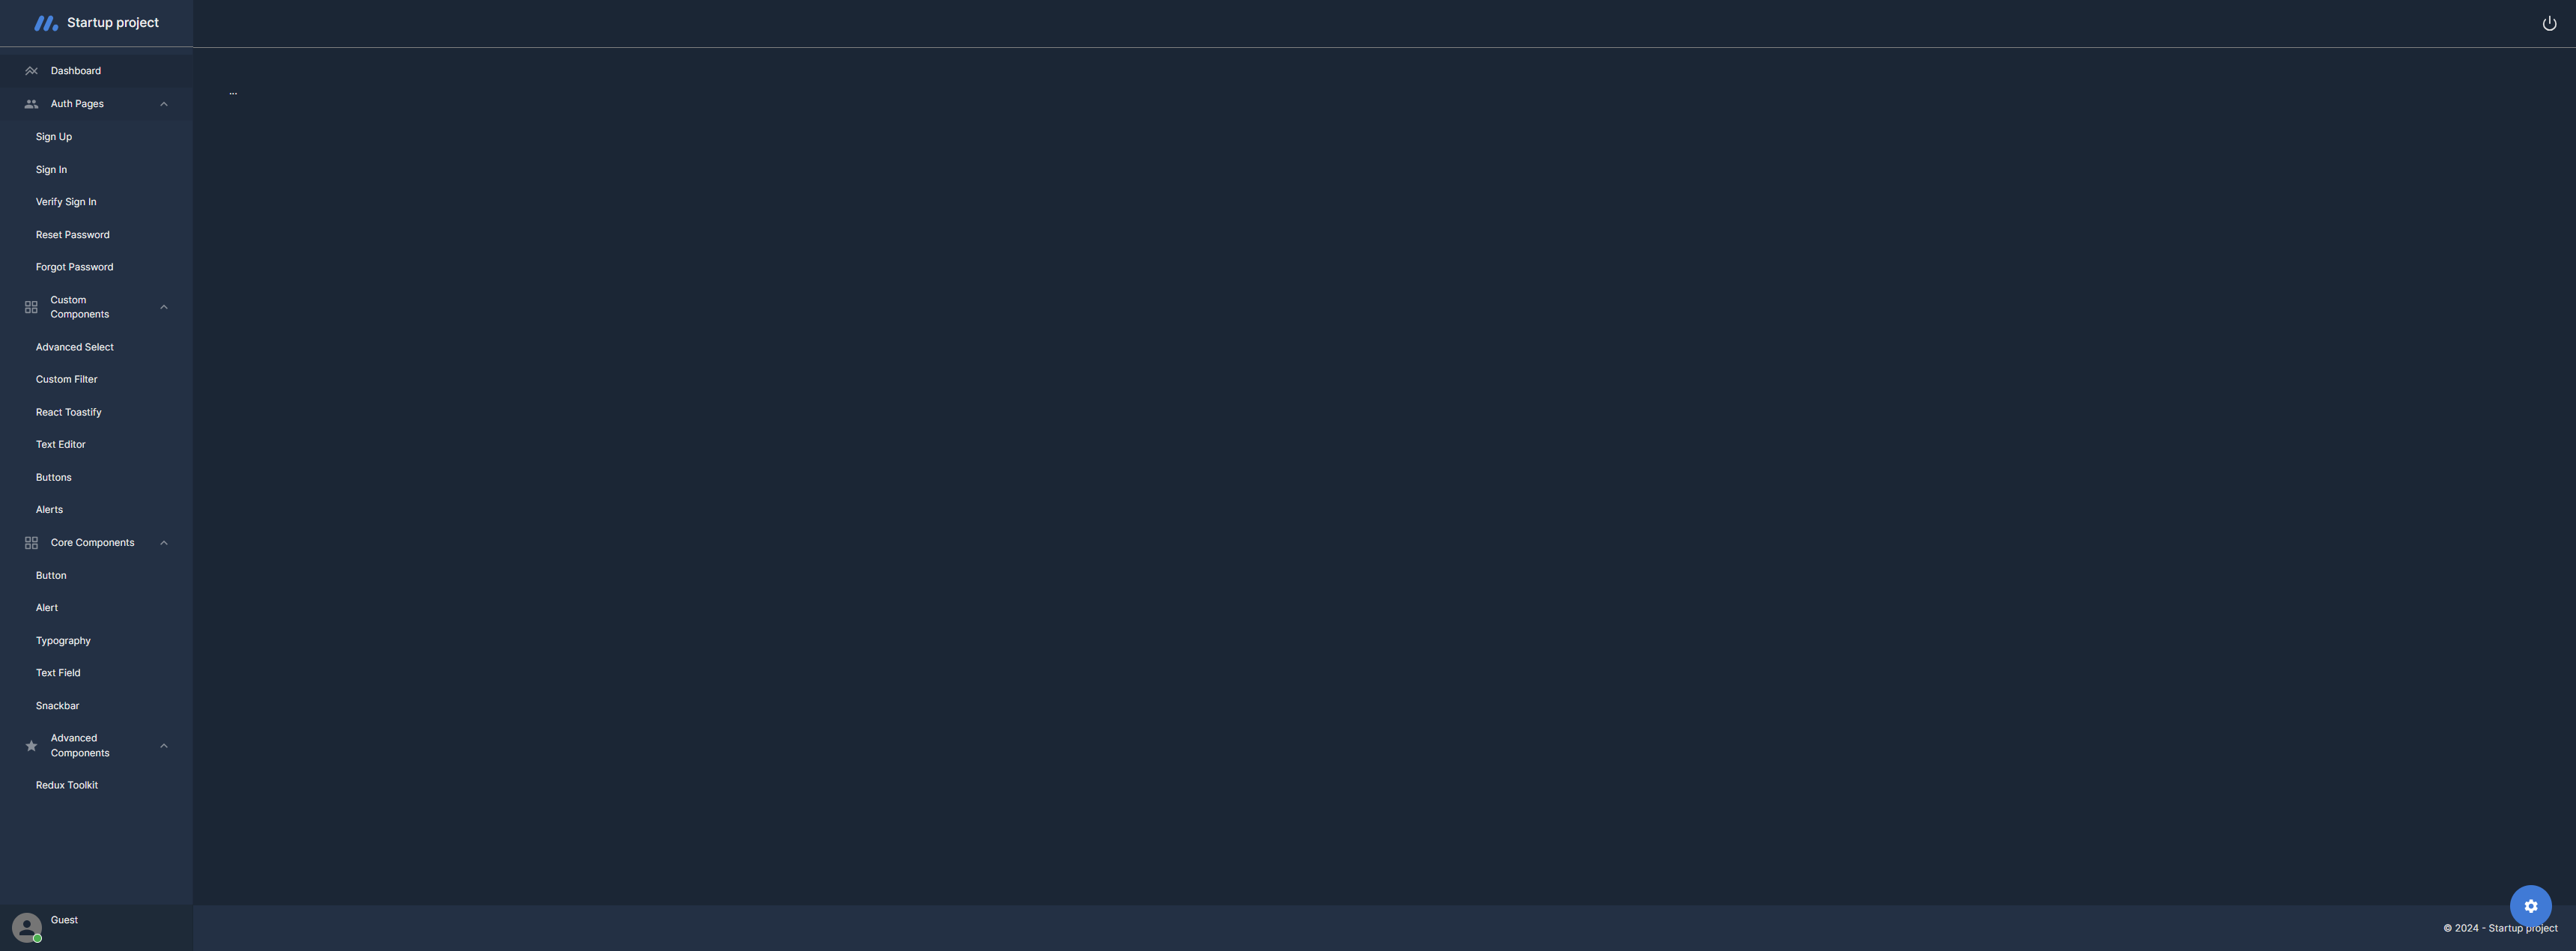 Startup project
Dashboard
Auth Pages
Sign Up
Sign In
Verify Sign In
Reset Password
Forgot Password
Custom
Components
Advanced Select
Custom Filter
React Toastify
Text Editor
Buttons
Alerts
Core Components
Button
Alert
Typography
Text Field
Snackbar
Advanced
Components
Redux Toolkit
Guest
...
© 2024 - Startup project